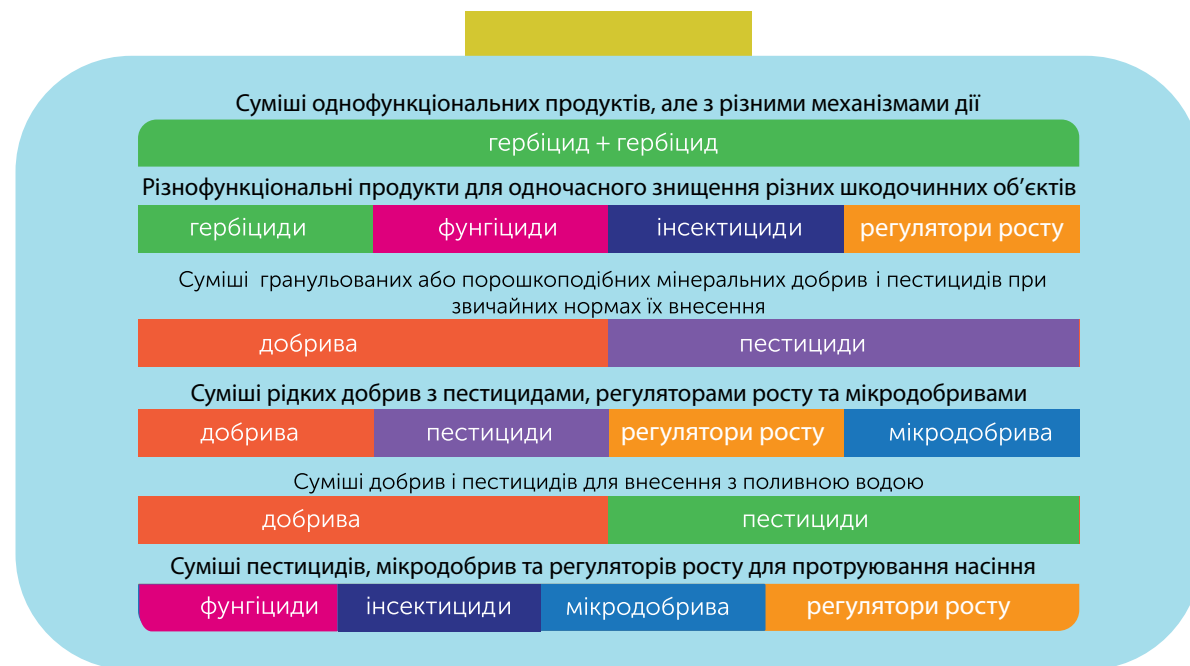 Суміші однофункціональних продуктів, але з різними механізмами дії
гербіцид + гербіцид
Різнофункціональні продукти для одночасного знищення різних шкодочинних об’єктів
гербіциди фунгіциди інсектициди регулятори росту
Суміші гранульованих або порошкоподібних мінеральних добрив і пестицидів при
звичайних нормах їх внесення
добрива пестициди
Суміші рідких добрив з пестицидами, регуляторами росту та мікродобривами
добрива пестициди регулятори росту мікродобрива
Суміші добрив і пестицидів для внесення з поливною водою
добрива пестициди
Суміші пестицидів, мікродобрив та регуляторів росту для протруювання насіння
фунгіциди інсектициди мікродобрива регулятори росту